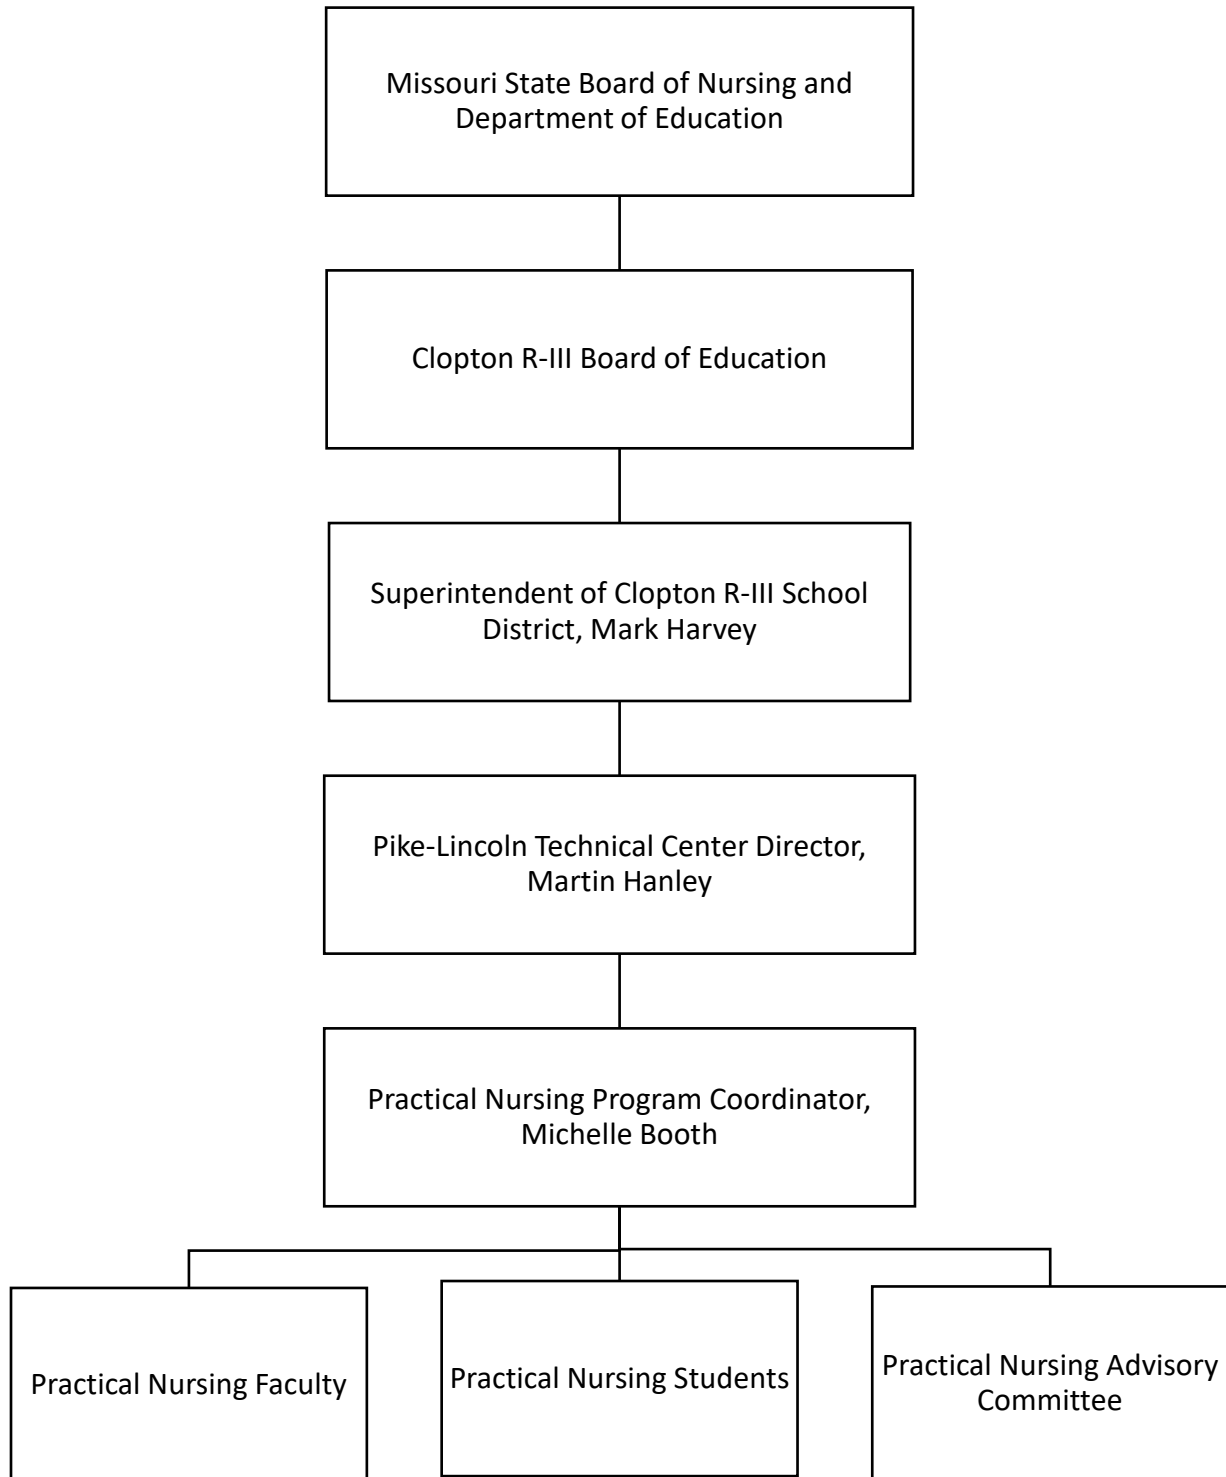 Missouri State Board of Nursing and
Department of Education
Clopton R-III Board of Education
Superintendent of Clopton R-III School
District, Mark Harvey
Pike-Lincoln Technical Center Director,
Martin Hanley
Practical Nursing Program Coordinator,
Michelle Booth
Practical Nursing Faculty
Practical Nursing Students
Practical Nursing Advisory
Committee